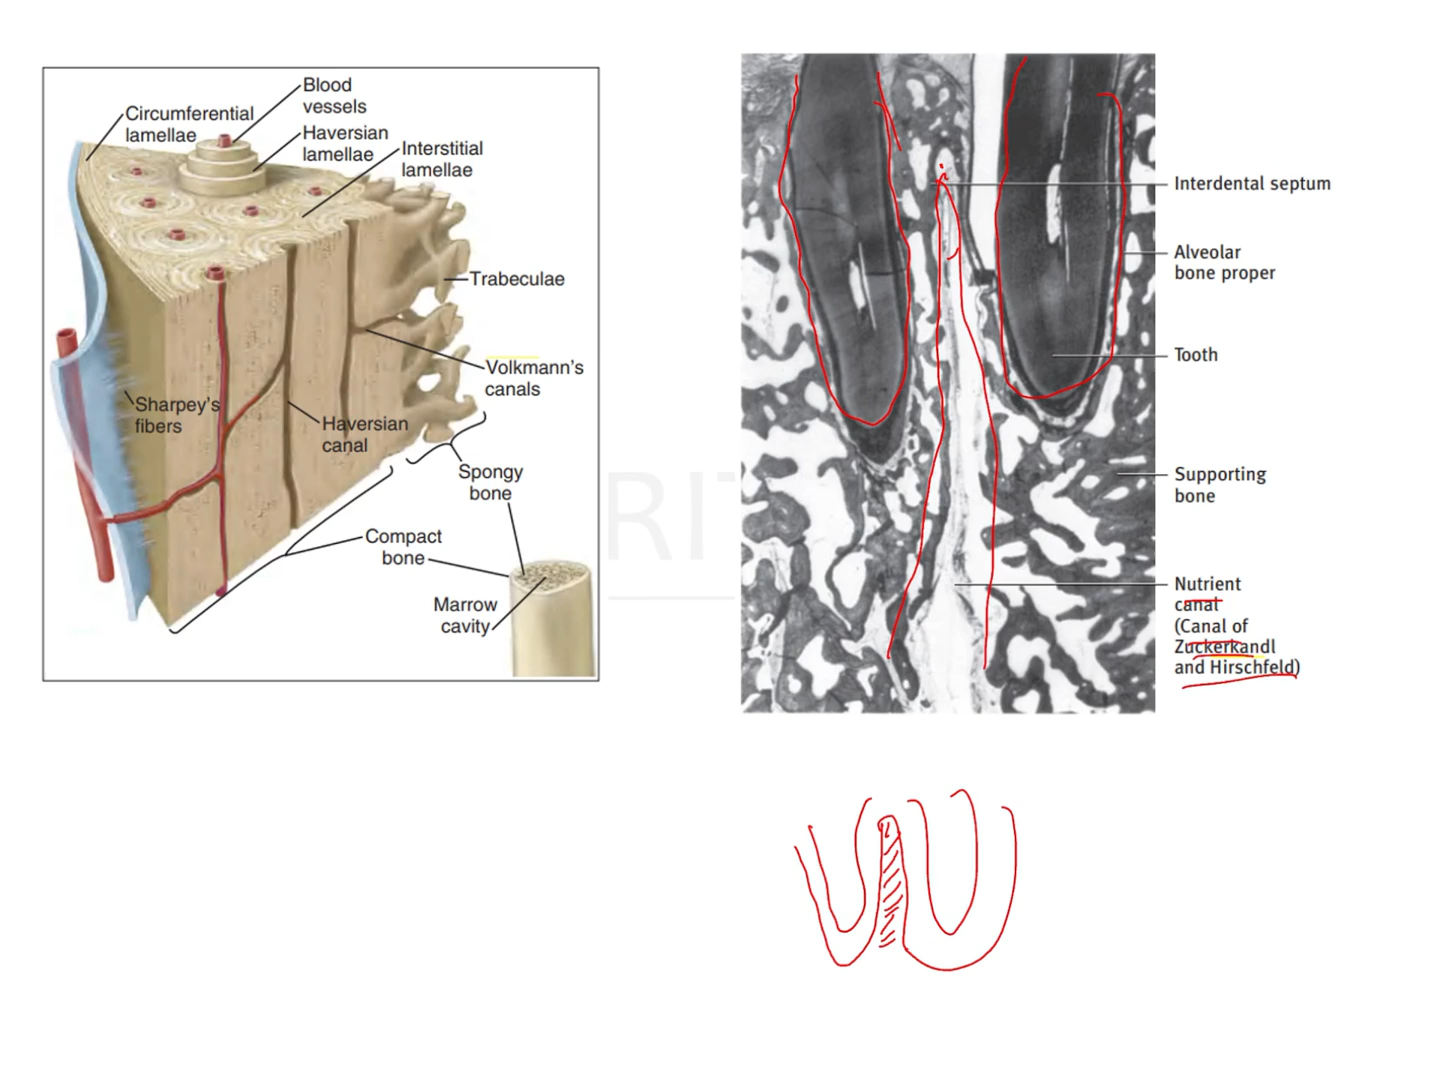 Blood
vessels
Circumferential
lamellae
Haversian
lamellae
Interstitial
lamellae
Trabeculae
Volkmann's
canals
Sharpey's
fibers
Haversian
canal
Spongy
bone
Compact
bone
Marrow
cavity
Interdental septum
Alveolar
bone proper
Tooth
Supporting
bone
Nutrient
canal
(Canal of
Zuckerkandl
and Hirschfeld)